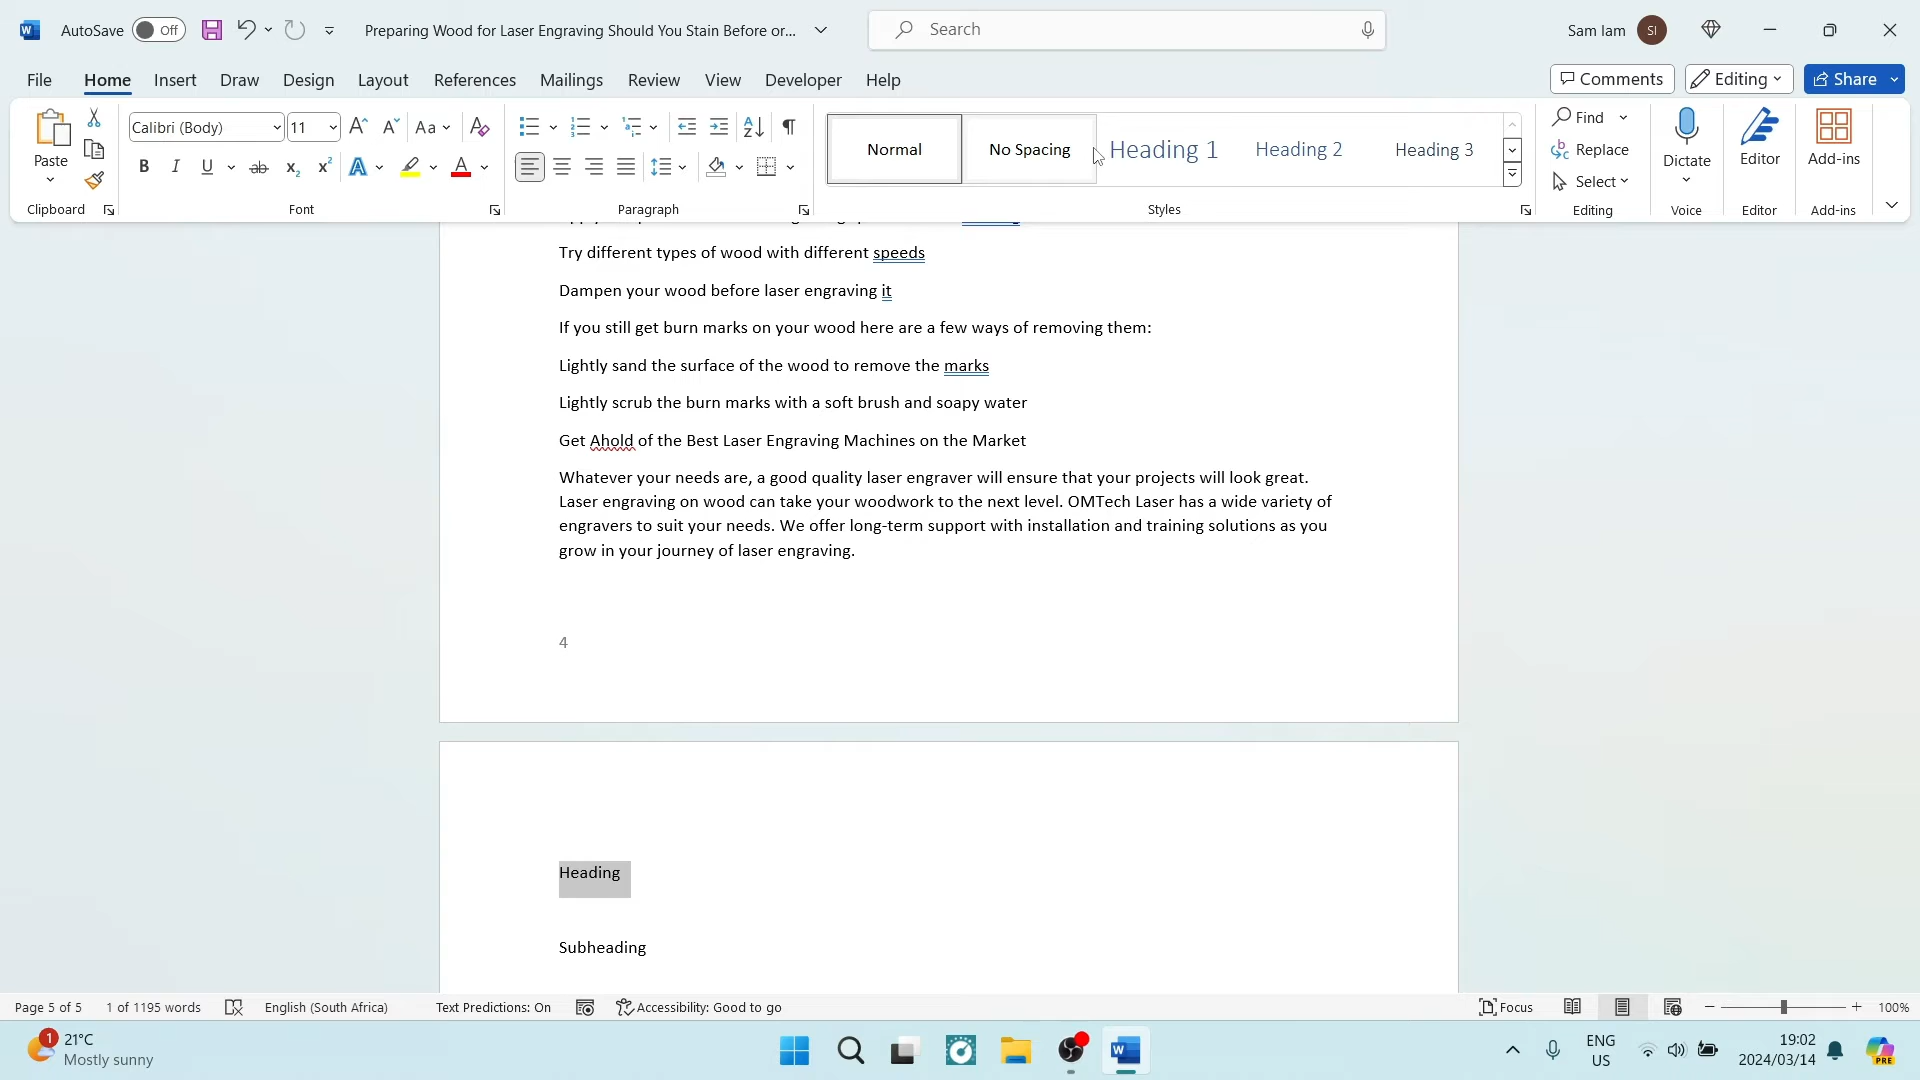 AutoSave Off Preparing Wood for Laser Engraving Should You Stain Before or... Search Sam Iam SI
File Home Insert Draw Design Layout References Mailings Review View Developer Help Comments Editing Share
Paste Calibri (Body) 11 Aa Normal No Spacing Heading 1 Heading 2 Heading 3 Find Replace Select Dictate Editor Add-ins
Clipboard Font Paragraph Styles Editing Voice Editor Add-ins
Try different types of wood with different speeds
Dampen your wood before laser engraving it
If you still get burn marks on your wood here are a few ways of removing them:
Lightly sand the surface of the wood to remove the marks
Lightly scrub the burn marks with a soft brush and soapy water
Get Ahold of the Best Laser Engraving Machines on the Market
Whatever your needs are, a good quality laser engraver will ensure that your projects will look great.
Laser engraving on wood can take your woodwork to the next level. OMTech Laser has a wide variety of
engravers to suit your needs. We offer long-term support with installation and training solutions as you
grow in your journey of laser engraving.
4
Heading
Subheading
Page 5 of 5 1 of 1195 words English (South Africa) Text Predictions: On Accessibility: Good to go Focus 100%
1 21°C
Mostly sunny
ENG
US
19:02
2024/03/14
PRE